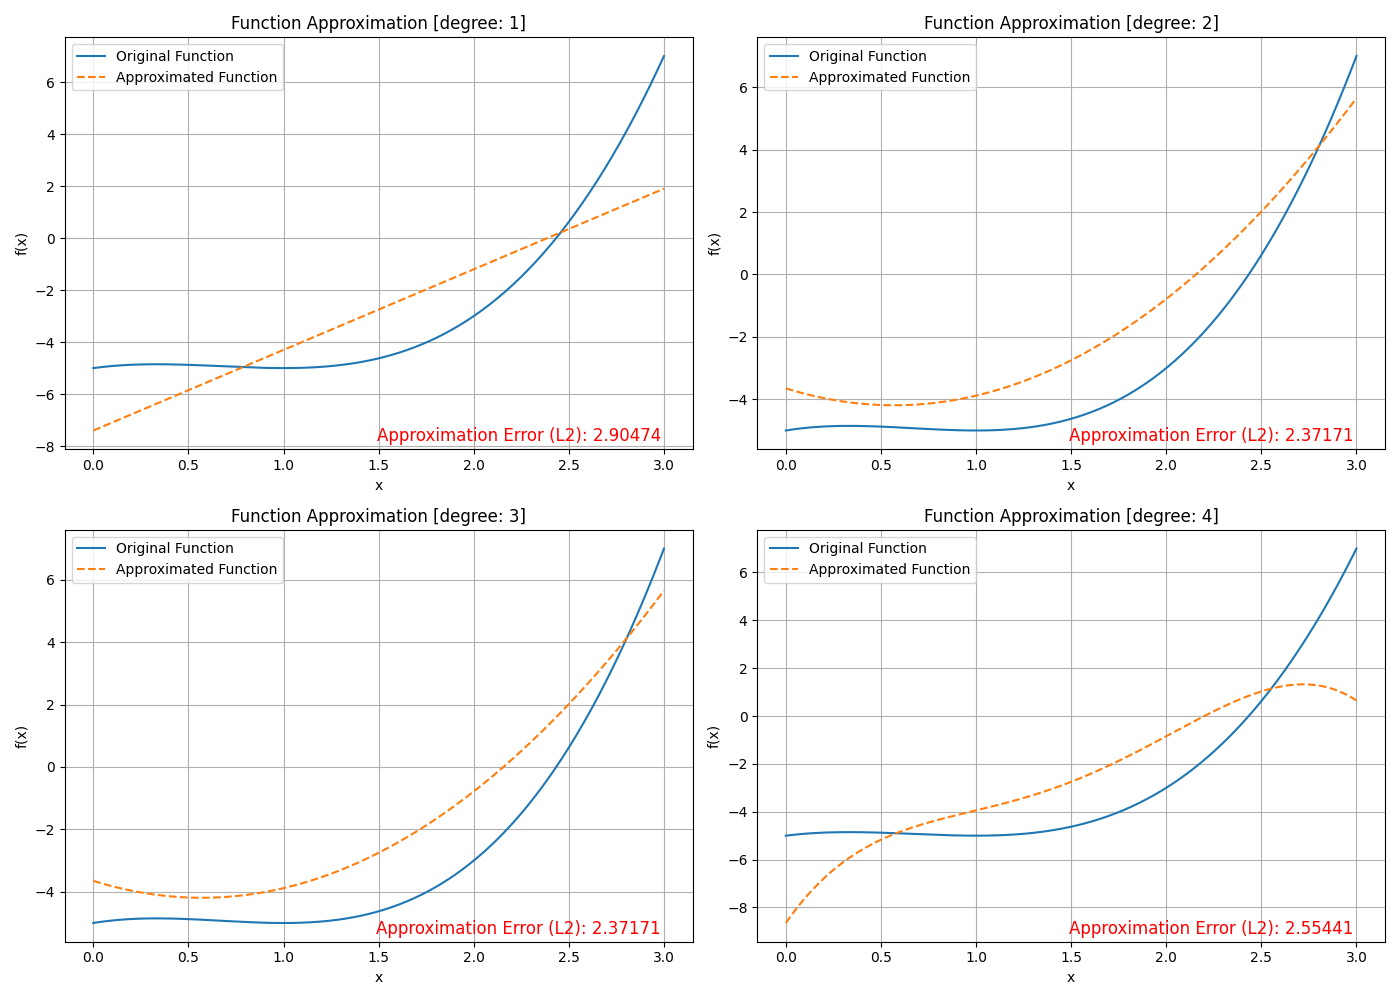 Function Approximation [degree: 1]
Original Function
Approximated Function
f(x)
6
4
2
0
−2
−4
−6
−8
Approximation Error (L2): 2.90474
0.0 0.5 1.0 1.5 2.0 2.5 3.0
x
Function Approximation [degree: 2]
Original Function
Approximated Function
f(x)
6
4
2
0
−2
−4
Approximation Error (L2): 2.37171
0.0 0.5 1.0 1.5 2.0 2.5 3.0
x
Function Approximation [degree: 3]
Original Function
Approximated Function
f(x)
6
4
2
0
−2
−4
Approximation Error (L2): 2.37171
0.0 0.5 1.0 1.5 2.0 2.5 3.0
x
Function Approximation [degree: 4]
Original Function
Approximated Function
f(x)
6
4
2
0
−2
−4
−6
−8
Approximation Error (L2): 2.55441
0.0 0.5 1.0 1.5 2.0 2.5 3.0
x